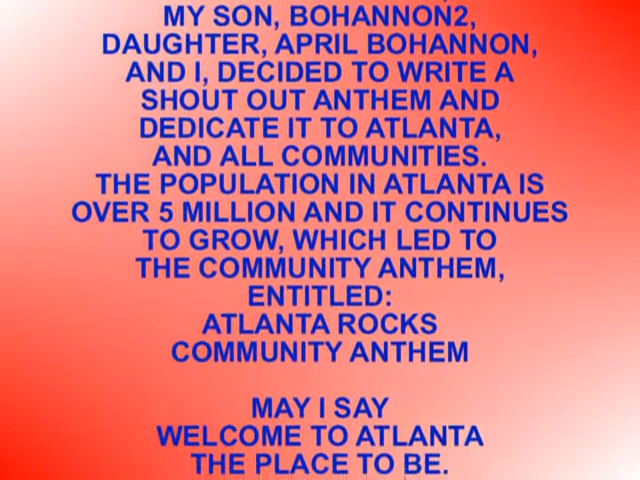 MY SON, BOHANNON2,
DAUGHTER, APRIL BOHANNON,
AND I, DECIDED TO WRITE A
SHOUT OUT ANTHEM AND
DEDICATE IT TO ATLANTA,
AND ALL COMMUNITIES.
THE POPULATION IN ATLANTA IS
OVER 5 MILLION AND IT CONTINUES
TO GROW, WHICH LED TO
THE COMMUNITY ANTHEM,
ENTITLED:
ATLANTA ROCKS
COMMUNITY ANTHEM
MAY I SAY
WELCOME TO ATLANTA
THE PLACE TO BE.